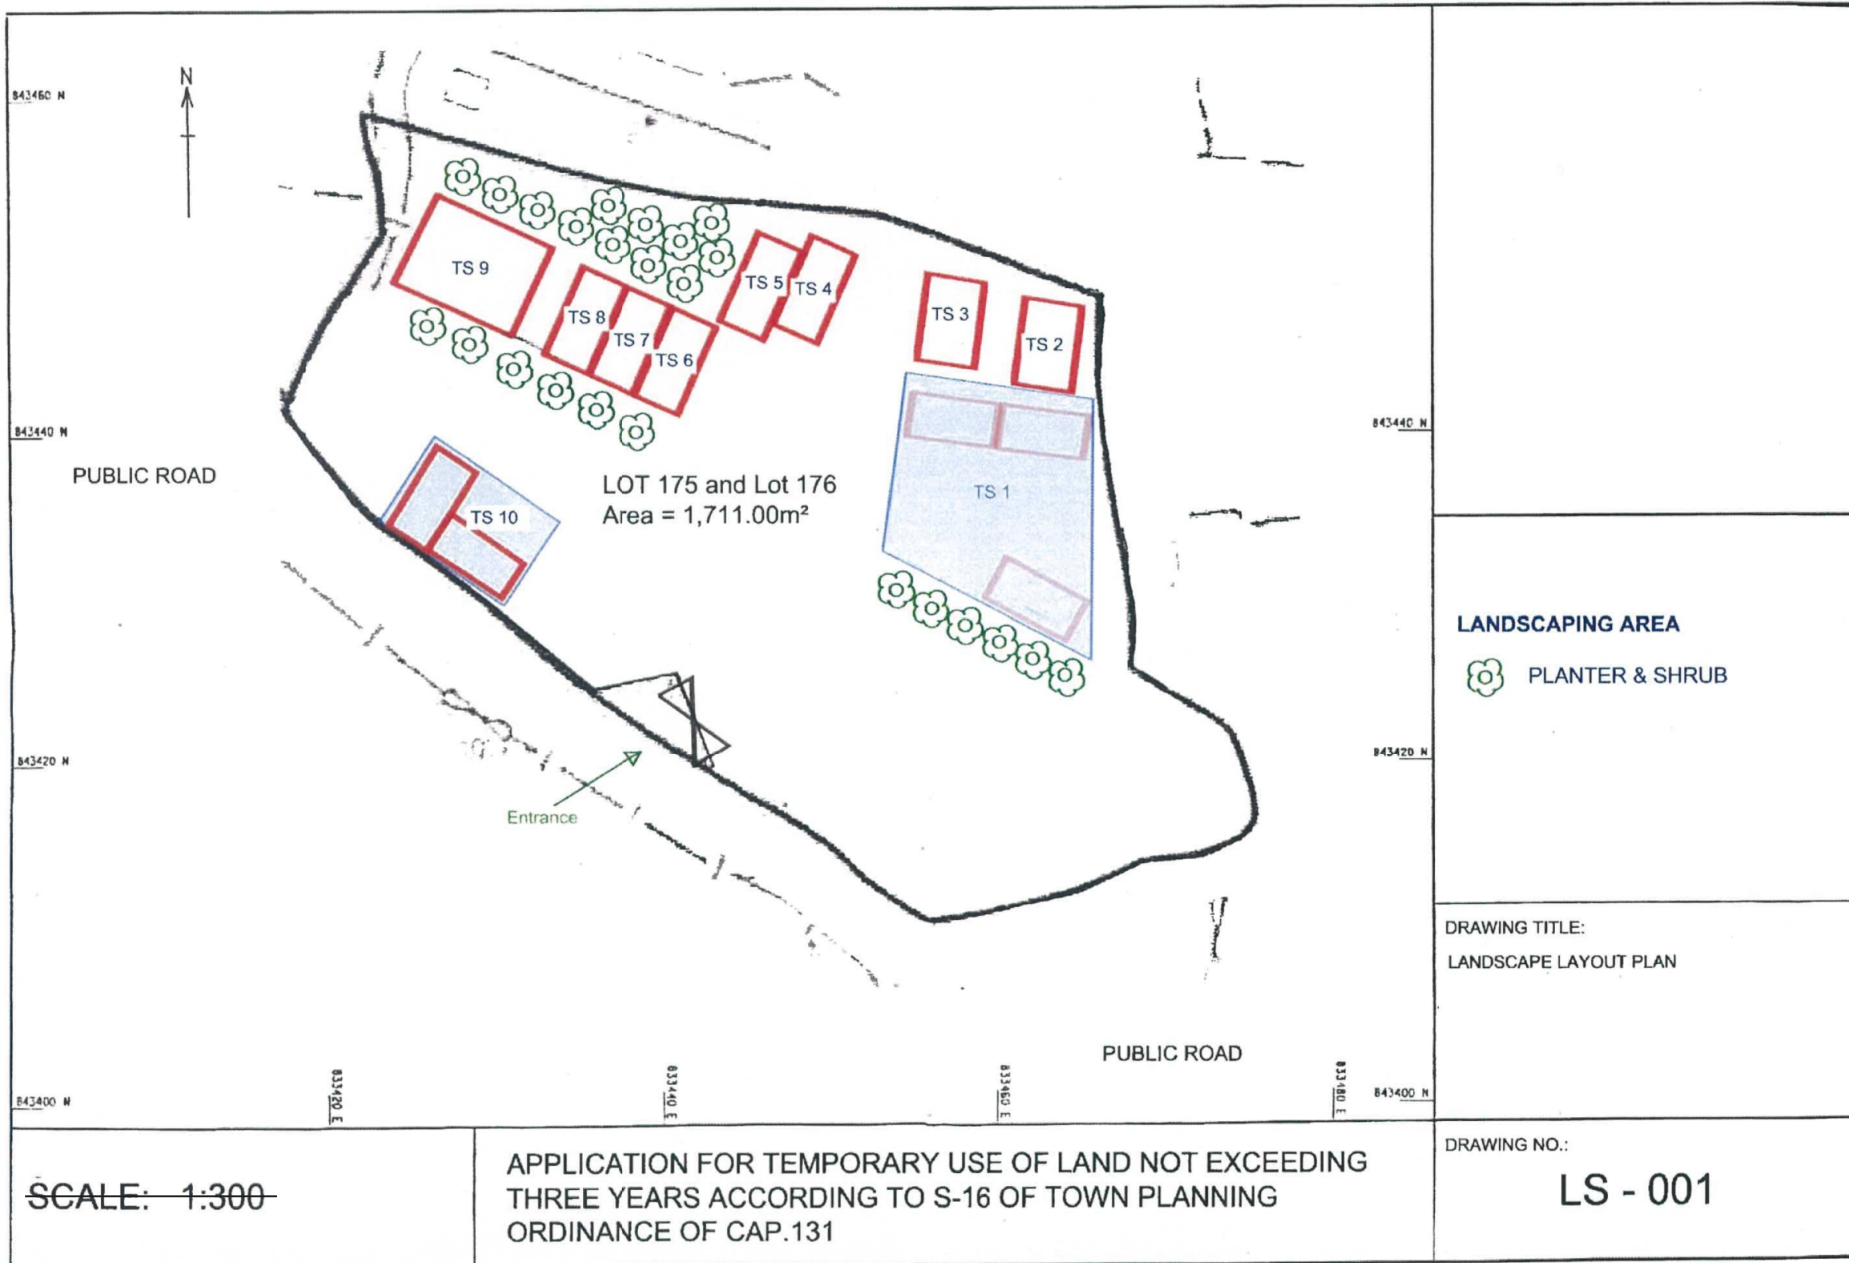 N
843460 N
TS 9
TS 8
TS 7
TS 6
TS 5
TS 4
TS 3
TS 2
843440 N
843440 N
PUBLIC ROAD
LOT 175 and Lot 176
Area = 1,711.00m²
TS 1
TS 10
LANDSCAPING AREA
PLANTER & SHRUB
843420 N
843420 N
Entrance
DRAWING TITLE:
LANDSCAPE LAYOUT PLAN
PUBLIC ROAD
843400 N
833420 E
833440 E
833460 E
833480 E
843400 N
SCALE: 1:300
APPLICATION FOR TEMPORARY USE OF LAND NOT EXCEEDING
THREE YEARS ACCORDING TO S-16 OF TOWN PLANNING
ORDINANCE OF CAP.131
DRAWING NO.:
LS - 001